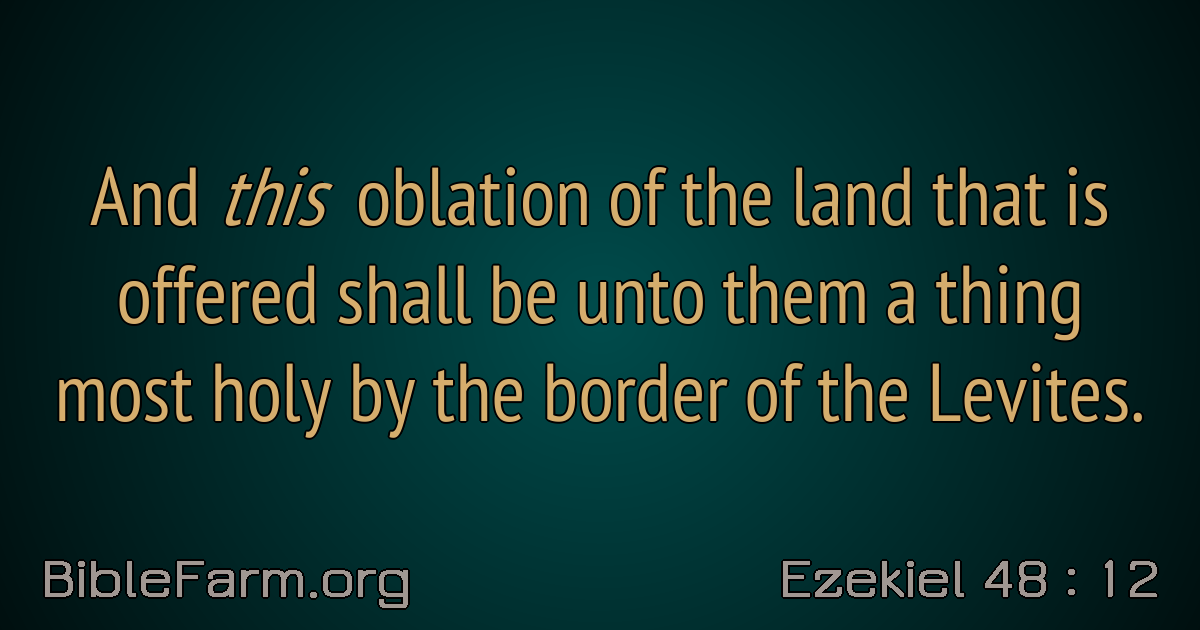 And this oblation of the land that is
offered shall be unto them a thing
most holy by the border of the Levites.
BibleFarm.org
Ezekiel 48 : 12